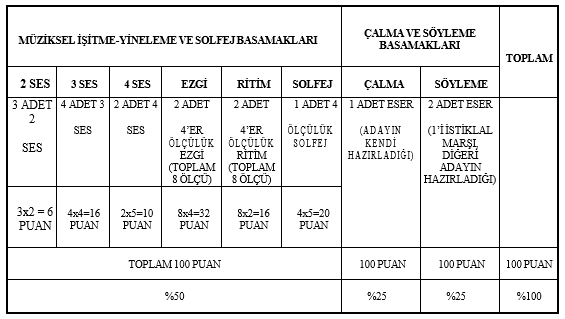 MÜZİKSEL İŞİTME-YİNELEME VE SOLFEJ BASAMAKLARI
ÇALMA VE SÖYLEME
BASAMAKLARI
TOPLAM
2 SES
3 SES
4 SES
EZGİ
RİTİM
SOLFEJ
ÇALMA
SÖYLEME
3 ADET
2
SES
4 ADET 3
SES
2 ADET 4
SES
2 ADET
4’ER
ÖLÇÜLÜK
EZGİ
(TOPLAM
8 ÖLÇÜ)
2 ADET
4’ER
ÖLÇÜLÜK
RİTİM
(TOPLAM
8 ÖLÇÜ)
1 ADET 4
ÖLÇÜLÜK
SOLFEJ
1 ADET ESER
(ADAYIN
KENDİ
HAZIRLADIĞI)
2 ADET ESER
(1’İ İSTİKLAL
MARŞI,
DİĞERİ
ADAYIN
HAZIRLADIĞI)
3x2 = 6
PUAN
4x4=16
PUAN
2x5=10
PUAN
8x4=32
PUAN
8x2=16
PUAN
4x5=20
PUAN
TOPLAM 100 PUAN
100 PUAN
100 PUAN
100 PUAN
%50
%25
%25
%100